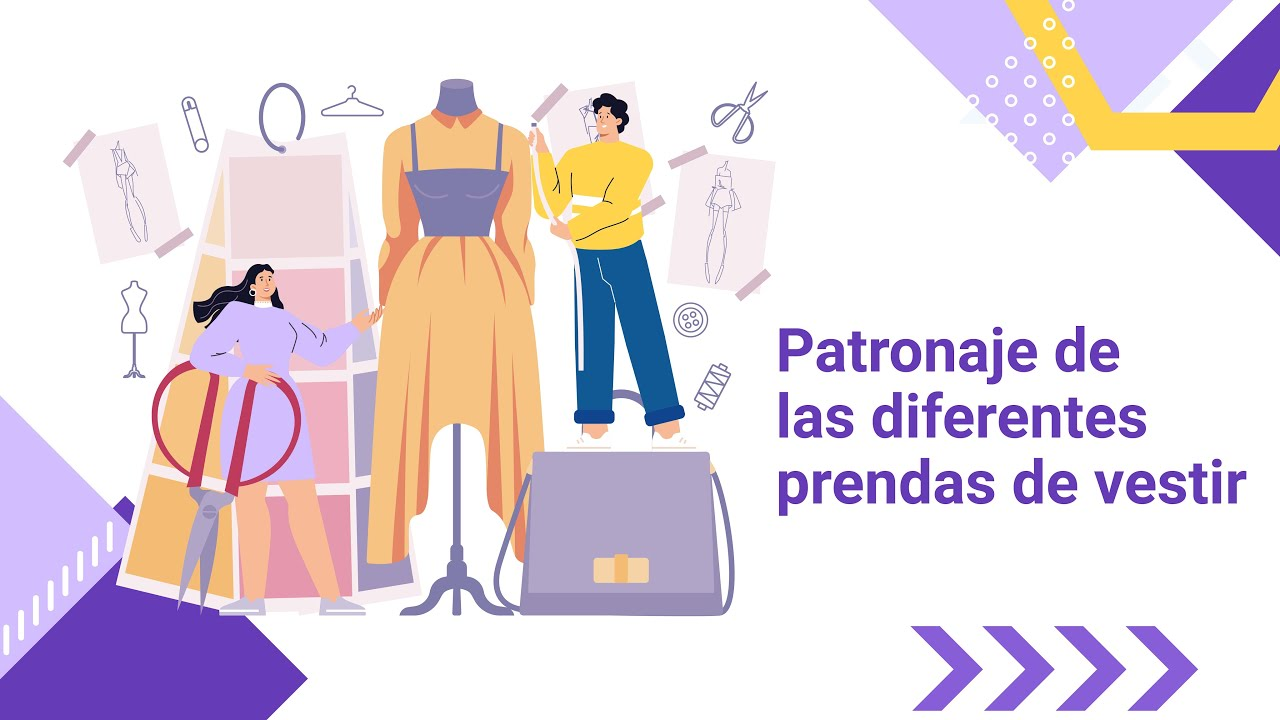 Patronaje de
las diferentes
prendas de vestir